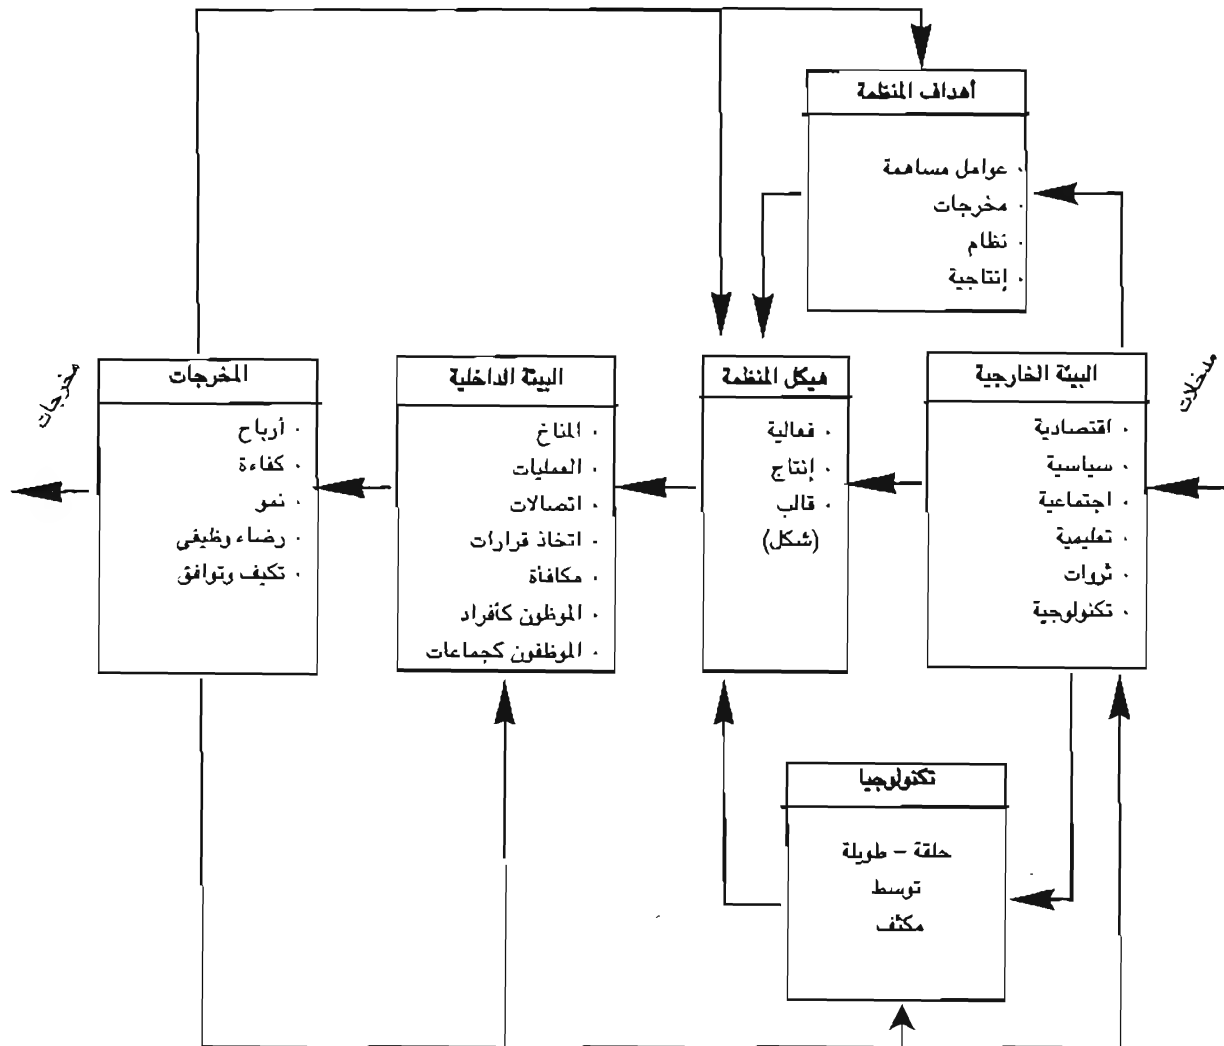 أهداف المنظمة
· عوامل مساهمة
· مخرجات
· نظام
· إنتاجية
مدخلات
البيئة الخارجية
· اقتصادية
· سياسية
· اجتماعية
· تعليمية
· ثروات
· تكنولوجية
هيكل المنظمة
· فعالية
· إنتاج
· قالب
(شكل)
البيئة الداخلية
· المناخ
· العمليات
· اتصالات
· اتخاذ قرارات
· مكافأة
· الموظون كأفراد
· الموظفون كجماعات
المخرجات
· أرباح
· كفاءة
· نمو
· رضاء وظيفي
· تكيف وتوافق
مخرجات
تكنولوجيا
حلقة – طويلة
توسط
مكثف